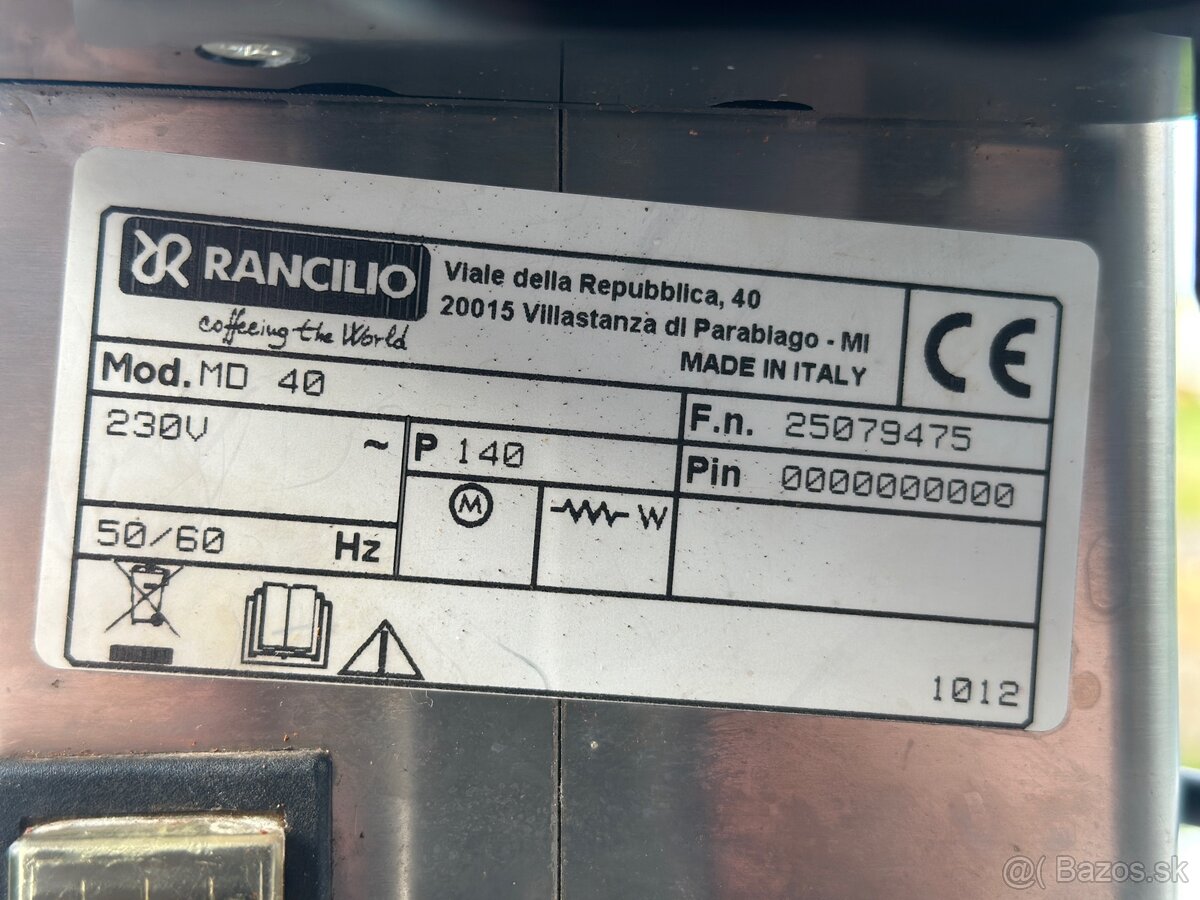 RANCILIO
coffeeing the World
Viale della Repubblica, 40
20015 Villastanza di Parabiago - MI
MADE IN ITALY
CE
Mod. MD 40
F.n. 25079475
230V ~
P 140
Pin 0000000000
M
W
50/60 Hz
1012
@( Bazos.sk